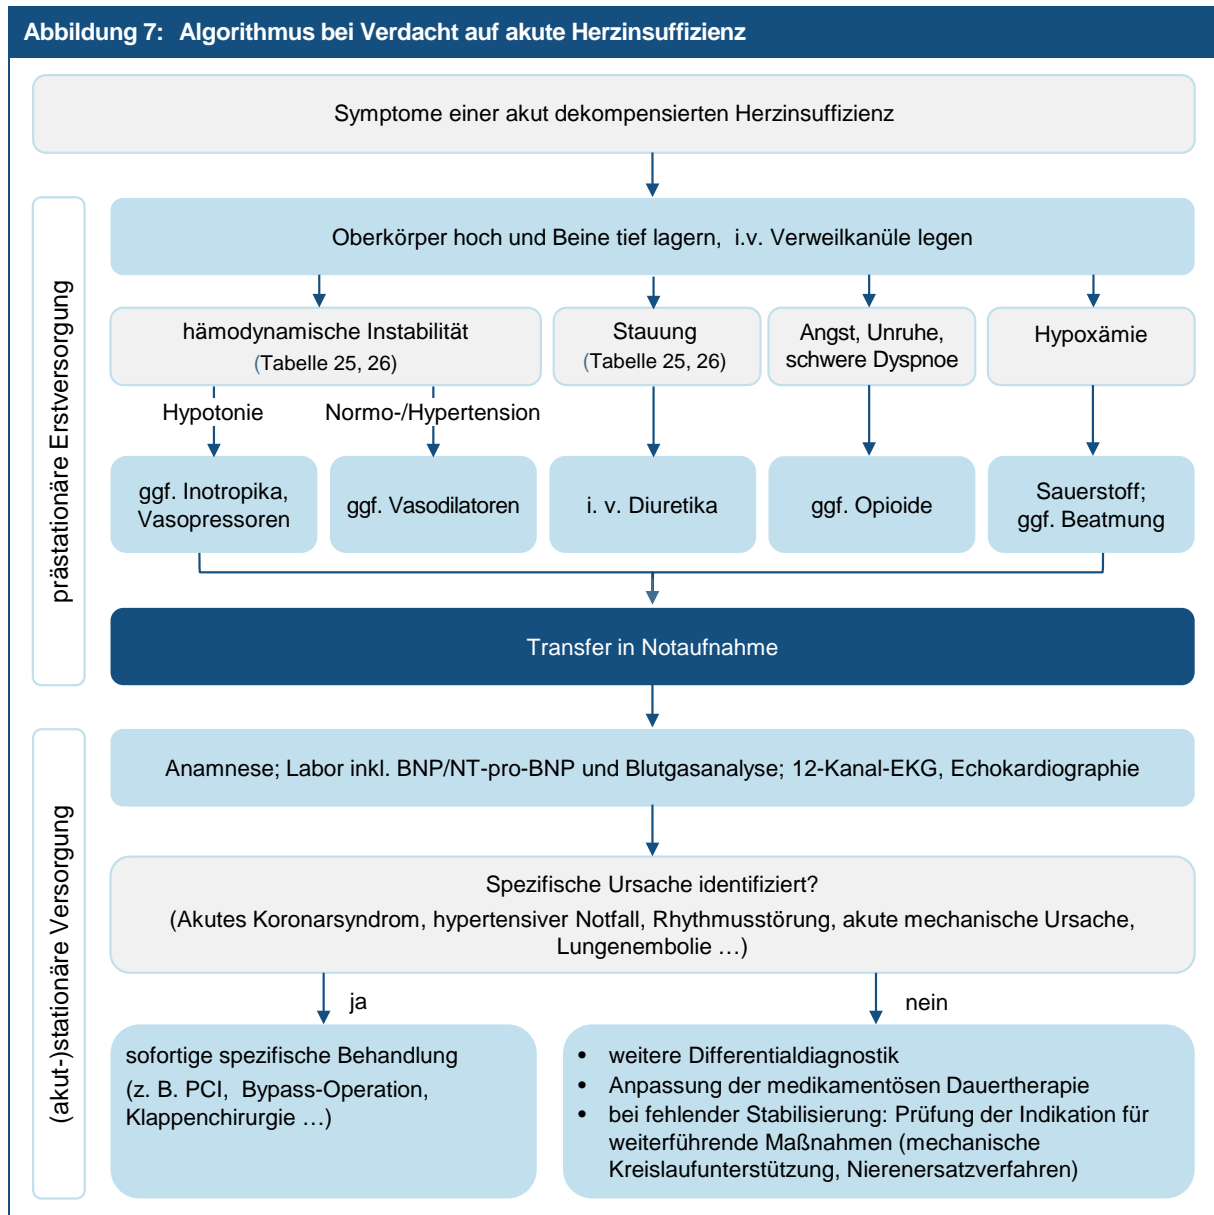 Abbildung 7: Algorithmus bei Verdacht auf akute Herzinsuffizienz
Symptome einer akut dekompensierten Herzinsuffizienz
prästationäre Erstversorgung
Oberkörper hoch und Beine tief lagern, i.v. Verweilkanüle legen
hämodynamische Instabilität
(Tabelle 25, 26)
Stauung
(Tabelle 25, 26)
Angst, Unruhe,
schwere Dyspnoe
Hypoxämie
Hypotonie
Normo-/Hypertension
ggf. Inotropika,
Vasopressoren
ggf. Vasodilatoren
i. v. Diuretika
ggf. Opioide
Sauerstoff;
ggf. Beatmung
Transfer in Notaufnahme
(akut-)stationäre Versorgung
Anamnese; Labor inkl. BNP/NT-pro-BNP und Blutgasanalyse; 12-Kanal-EKG, Echokardiographie
Spezifische Ursache identifiziert?
(Akutes Koronarsyndrom, hypertensiver Notfall, Rhythmusstörung, akute mechanische Ursache,
Lungenembolie …)
ja
nein
sofortige spezifische Behandlung
(z. B. PCI, Bypass-Operation,
Klappenchirurgie …)
• weitere Differentialdiagnostik
• Anpassung der medikamentösen Dauertherapie
• bei fehlender Stabilisierung: Prüfung der Indikation für
weiterführende Maßnahmen (mechanische
Kreislaufunterstützung, Nierenersatzverfahren)